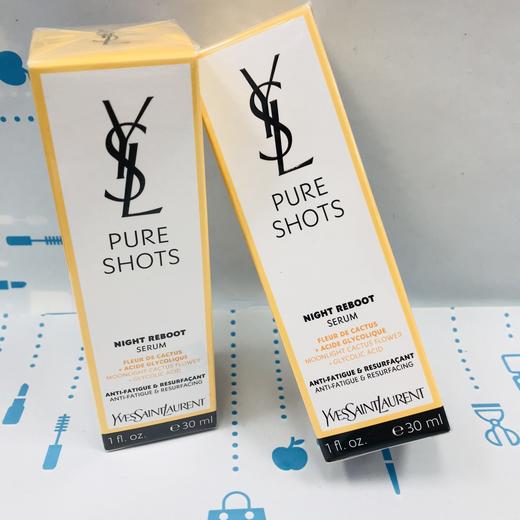 YSL
PURE
SHOTS
NIGHT REBOOT
SERUM
FLEUR DE CACTUS
+ ACIDE GLYCOLIQUE
MOONLIGHT CACTUS FLOWER
+ GLYCOLIC ACID
ANTI-FATIGUE & RESURFAÇANT
ANTI-FATIGUE & RESURFACING
YVESSAINTLAURENT
1 fl. oz. ℮ 30 ml
YSL
PURE
SHOTS
NIGHT REBOOT
SERUM
FLEUR DE CACTUS
+ ACIDE GLYCOLIQUE
MOONLIGHT CACTUS FLOWER
+ GLYCOLIC ACID
ANTI-FATIGUE & RESURFAÇANT
ANTI-FATIGUE & RESURFACING
YVESSAINTLAURENT
1 fl. oz. ℮ 30 ml